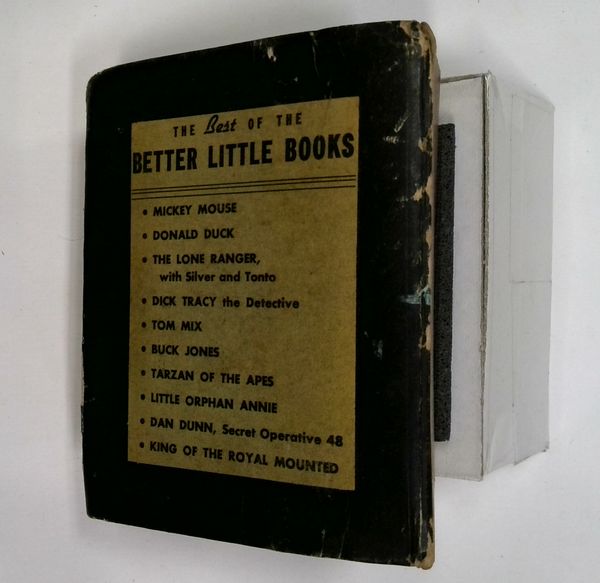 THE Best OF THE
BETTER LITTLE BOOKS
• MICKEY MOUSE
• DONALD DUCK
• THE LONE RANGER,
with Silver and Tonto
• DICK TRACY the Detective
• TOM MIX
• BUCK JONES
• TARZAN OF THE APES
• LITTLE ORPHAN ANNIE
• DAN DUNN, Secret Operative 48
• KING OF THE ROYAL MOUNTED